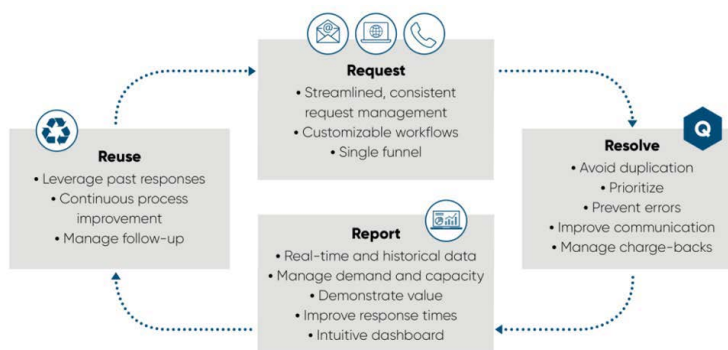 Request
• Streamlined, consistent
request management
• Customizable workflows
• Single funnel
Q
Resolve
• Avoid duplication
• Prioritize
• Prevent errors
• Improve communication
• Manage charge-backs
Report
• Real-time and historical data
• Manage demand and capacity
• Demonstrate value
• Improve response times
• Intuitive dashboard
Reuse
• Leverage past responses
• Continuous process
improvement
• Manage follow-up